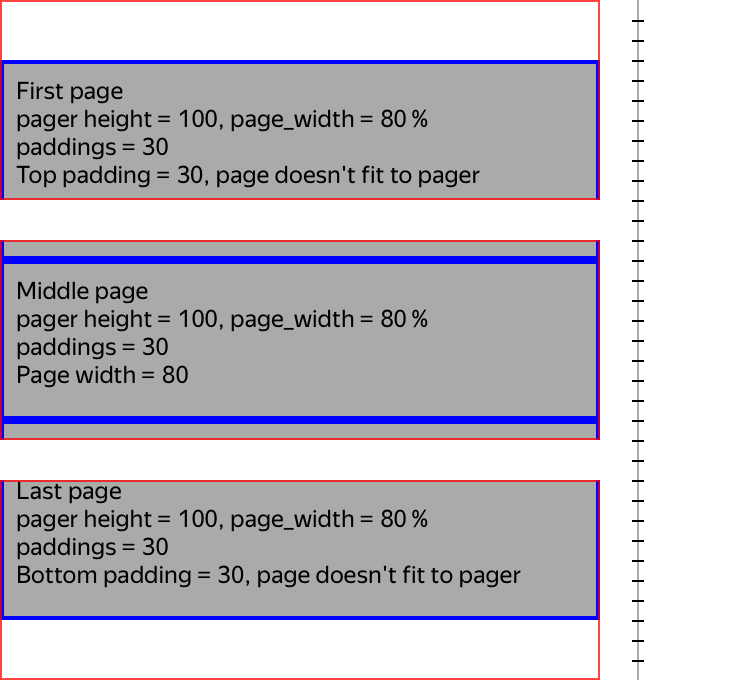 First page
pager height = 100, page_width = 80 %
paddings = 30
Top padding = 30, page doesn't fit to pager
Middle page
pager height = 100, page_width = 80 %
paddings = 30
Page width = 80
Last page
pager height = 100, page_width = 80 %
paddings = 30
Bottom padding = 30, page doesn't fit to pager